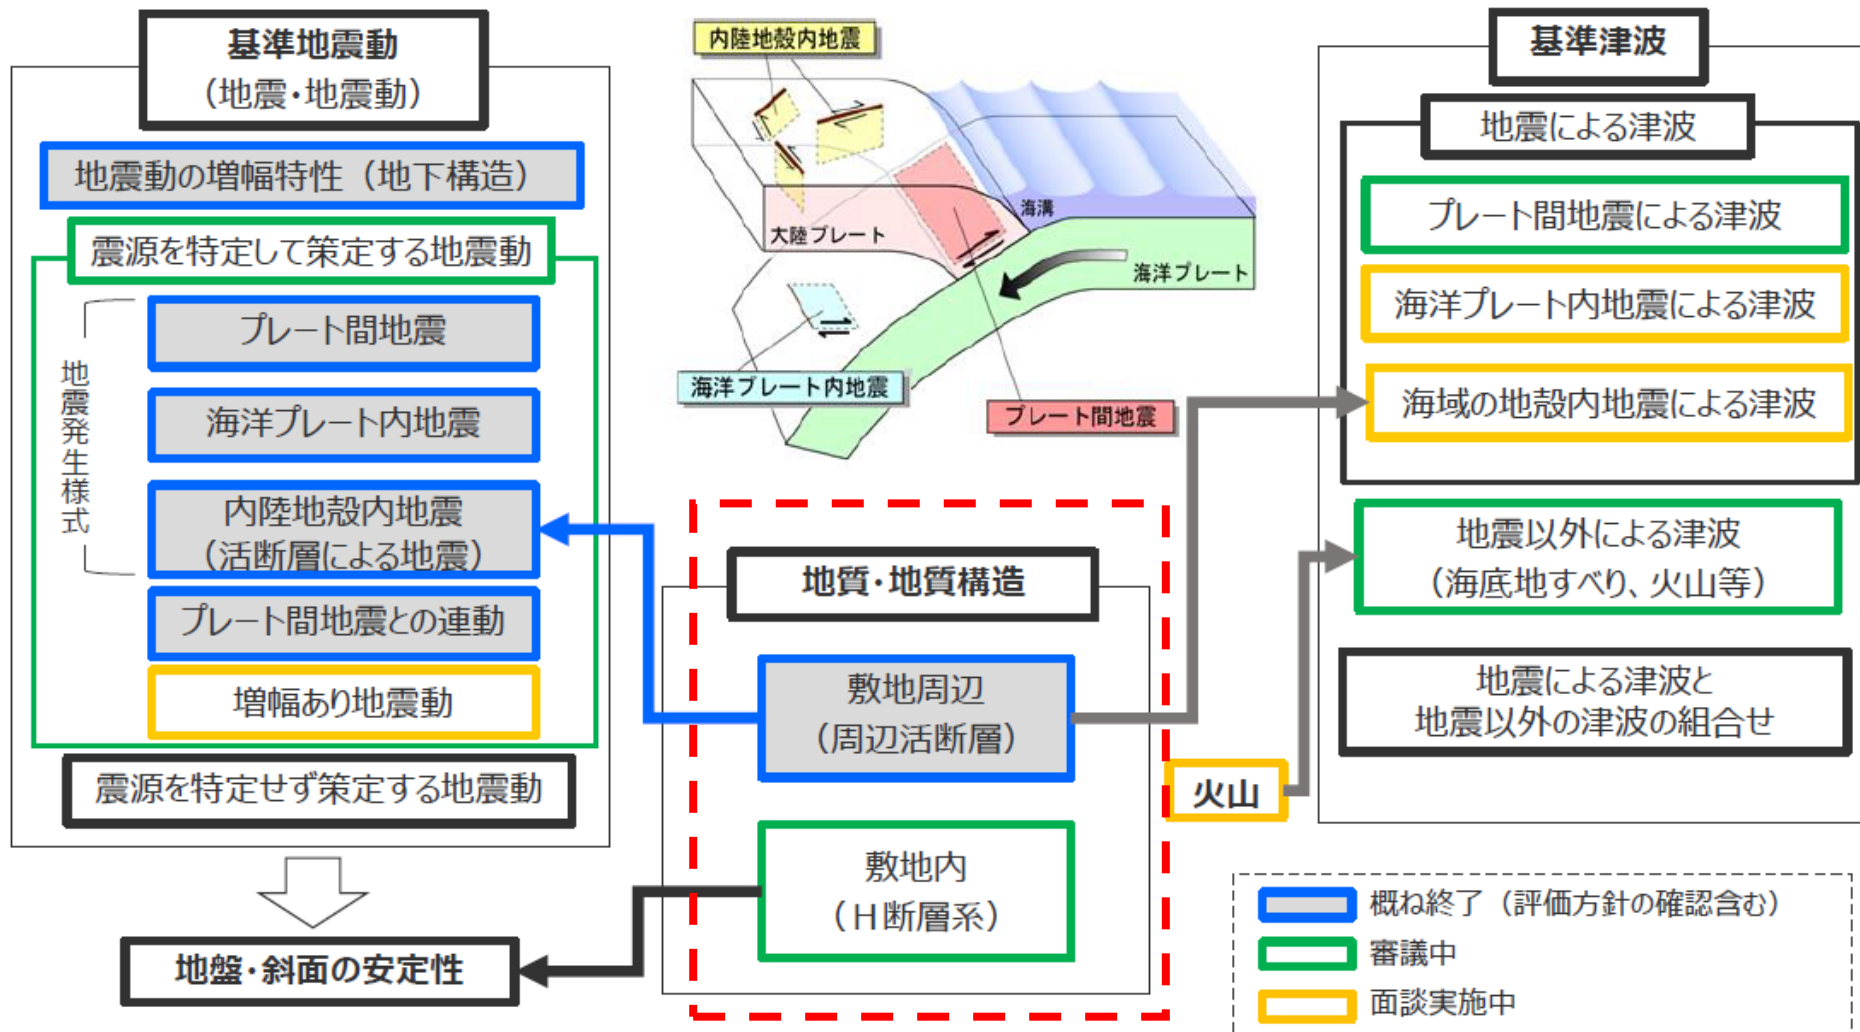 基準地震動
（地震・地震動）
地震動の増幅特性（地下構造）
震源を特定して策定する地震動
地震発生様式
プレート間地震
海洋プレート内地震
内陸地殻内地震
（活断層による地震）
プレート間地震との連動
増幅あり地震動
震源を特定せず策定する地震動
地盤・斜面の安定性
内陸地殻内地震
海溝
大陸プレート
海洋プレート
海洋プレート内地震
プレート間地震
地質・地質構造
敷地周辺
（周辺活断層）
敷地内
（Ｈ断層系）
火山
基準津波
地震による津波
プレート間地震による津波
海洋プレート内地震による津波
海域の地殻内地震による津波
地震以外による津波
（海底地すべり、火山等）
地震による津波と
地震以外の津波の組合せ
概ね終了（評価方針の確認含む）
審議中
面談実施中